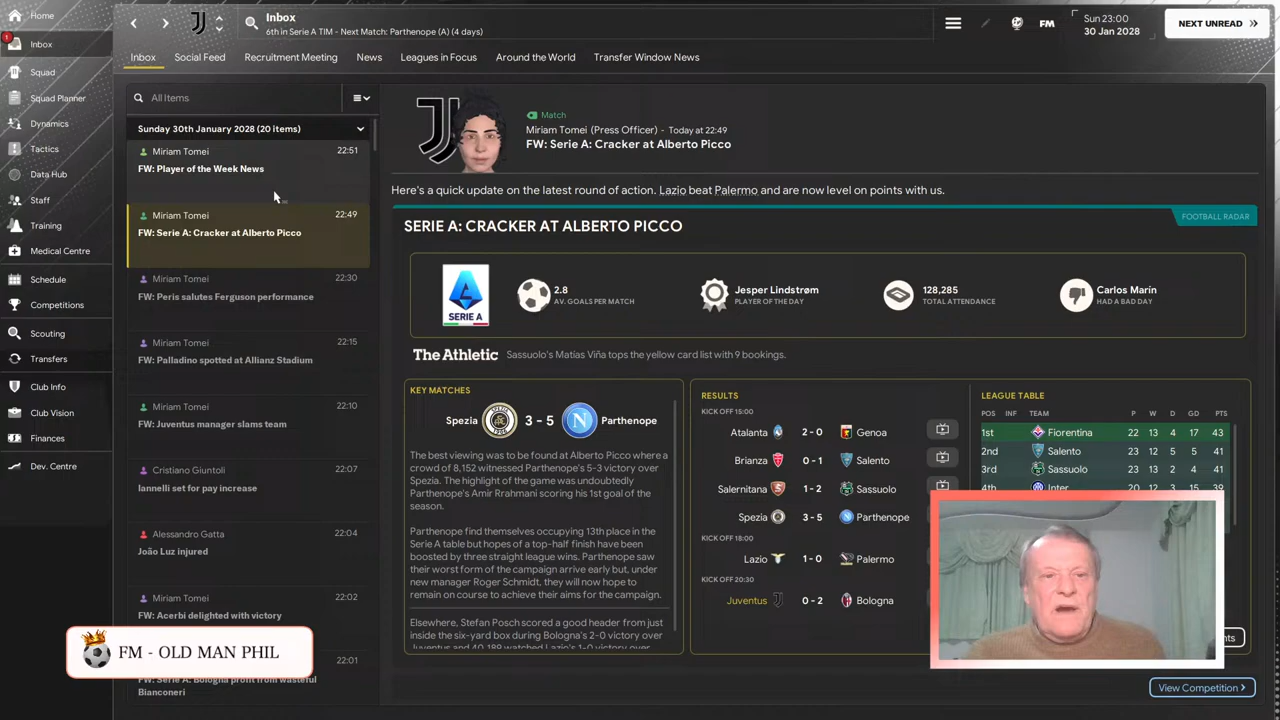 Home
Inbox
6th in Serie A TIM - Next Match: Parthenope (A) (4 days)
FM
Sun 23:00
30 Jan 2028
NEXT UNREAD
1
Inbox
Squad
Squad Planner
Dynamics
Tactics
Data Hub
Staff
Training
Medical Centre
Schedule
Competitions
Scouting
Transfers
Club Info
Club Vision
Finances
Dev. Centre
Inbox Social Feed Recruitment Meeting News Leagues in Focus Around the World Transfer Window News
All Items
Sunday 30th January 2028 (20 items)
Miriam Tomei 22:51
FW: Player of the Week News
Miriam Tomei 22:49
FW: Serie A: Cracker at Alberto Picco
Miriam Tomei 22:30
FW: Peris salutes Ferguson performance
Miriam Tomei 22:15
FW: Palladino spotted at Allianz Stadium
Miriam Tomei 22:10
FW: Juventus manager slams team
Cristiano Giuntoli 22:07
Iannelli set for pay increase
Alessandro Gatta 22:04
João Luz injured
Miriam Tomei 22:02
FW: Acerbi delighted with victory
22:01
FW: Serie A: Bologna profit from wasteful
Bianconeri
FM - OLD MAN PHIL
Match
Miriam Tomei (Press Officer) - Today at 22:49
FW: Serie A: Cracker at Alberto Picco
Here's a quick update on the latest round of action. Lazio beat Palermo and are now level on points with us.
FOOTBALL RADAR
SERIE A: CRACKER AT ALBERTO PICCO
SERIE A
2.8
AV. GOALS PER MATCH
Jesper Lindstrøm
PLAYER OF THE DAY
128,285
TOTAL ATTENDANCE
Carlos Marín
HAD A BAD DAY
The Athletic Sassuolo's Matías Viña tops the yellow card list with 9 bookings.
KEY MATCHES
Spezia 3 - 5 Parthenope
The best viewing was to be found at Alberto Picco where a
crowd of 8,152 witnessed Parthenope's 5-3 victory over
Spezia. The highlight of the game was undoubtedly
Parthenope's Amir Rrahmani scoring his 1st goal of the
season.
Parthenope find themselves occupying 13th place in the
Serie A table but hopes of a top-half finish have been
boosted by three straight league wins. Parthenope saw
their worst form of the campaign arrive early but, under
new manager Roger Schmidt, they will now hope to
remain on course to achieve their aims for the campaign.
Elsewhere, Stefan Posch scored a good header from just
inside the six-yard box during Bologna's 2-0 victory over
Juventus and 40,189 watched Lazio's 1-0 victory over
RESULTS
KICK OFF 15:00
Atalanta 2 - 0 Genoa
Brianza 0 - 1 Salento
Salernitana 1 - 2 Sassuolo
Spezia 3 - 5 Parthenope
KICK OFF 18:00
Lazio 1 - 0 Palermo
KICK OFF 20:30
Juventus 0 - 2 Bologna
LEAGUE TABLE
POS INF TEAM P W D GD PTS
1st Fiorentina 22 13 4 17 43
2nd Salento 23 12 5 5 41
3rd Sassuolo 23 13 2 4 41
4th Inter 20 12 3 15 39
View Competition